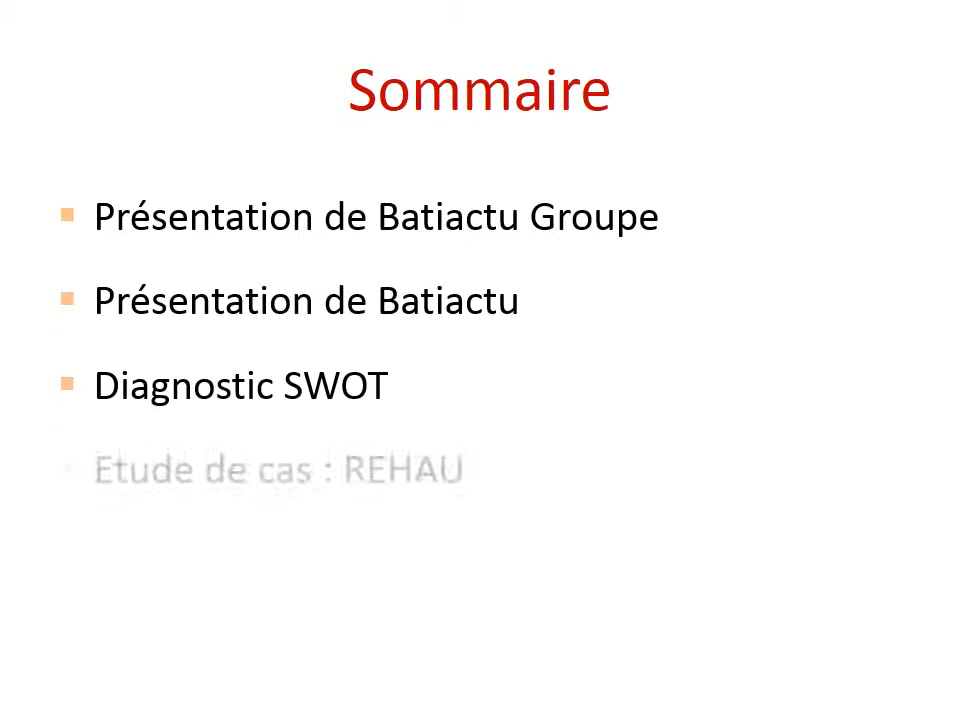 Sommaire
Présentation de Batiactu Groupe
Présentation de Batiactu
Diagnostic SWOT
Etude de cas : REHAU